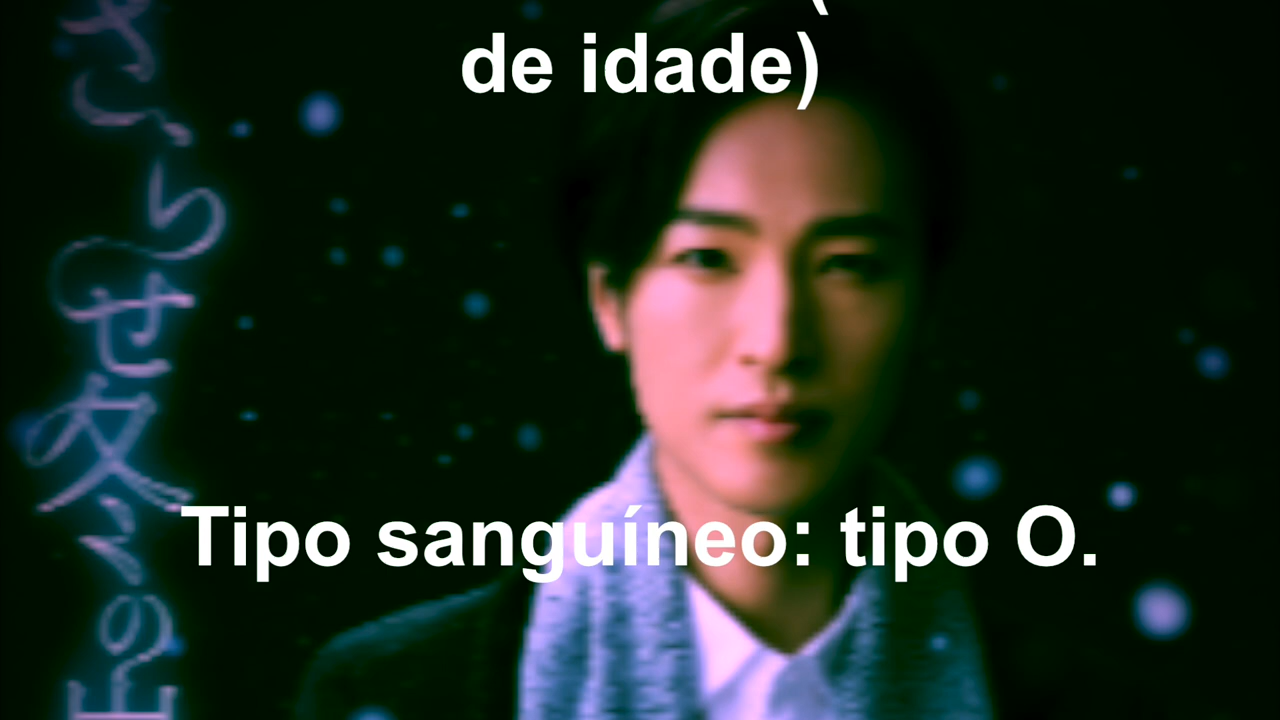 de idade)
Tipo sanguíneo: tipo O.
さらせ冬の